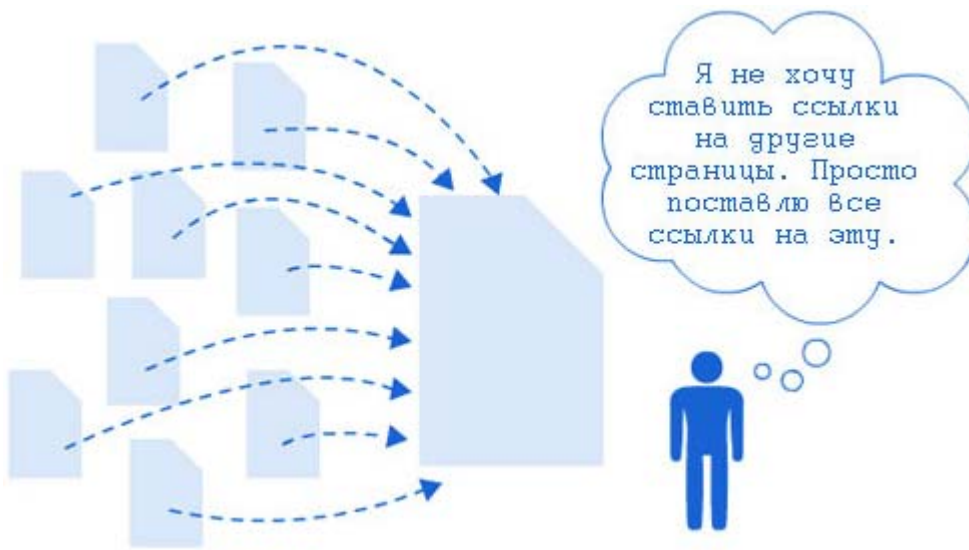 Я не хочу
ставить ссылки
на другие
страницы. Просто
поставлю все
ссылки на эту.